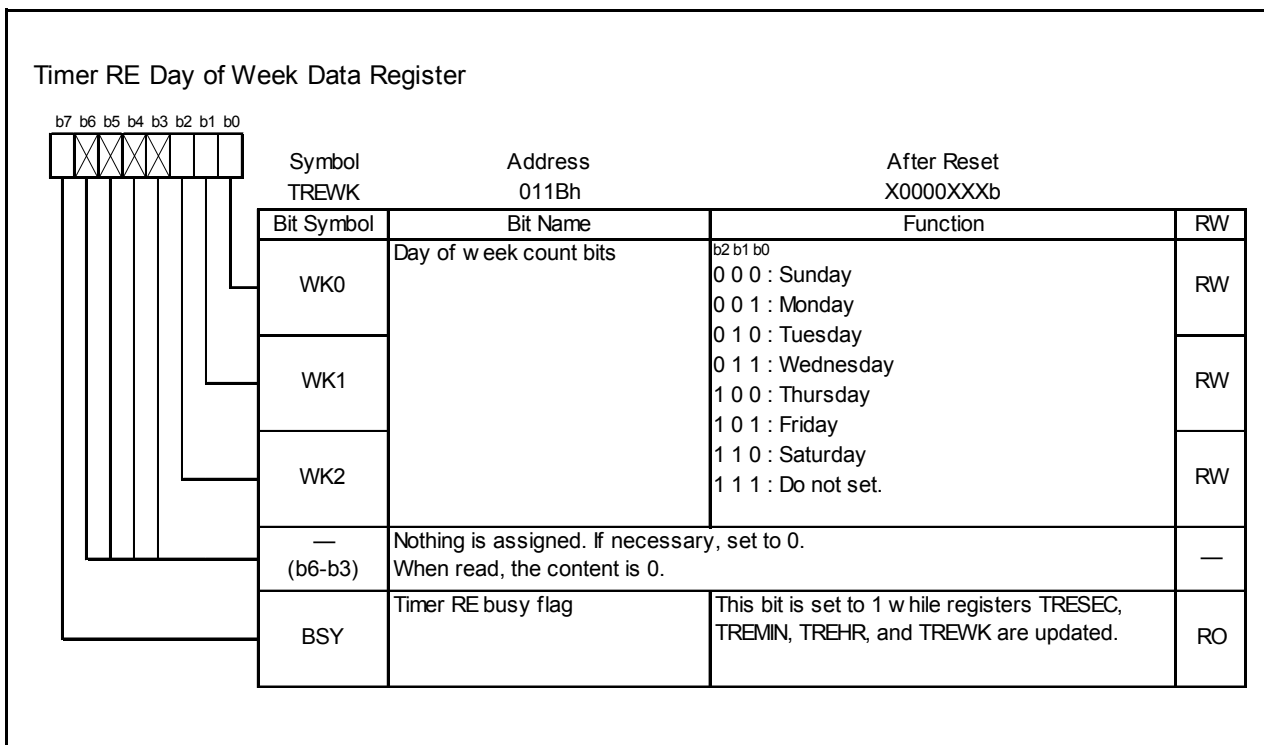 Timer RE Day of Week Data Register
b7 b6 b5 b4 b3 b2 b1 b0
Symbol Address After Reset
TREWK 011Bh X0000XXXb
Bit Symbol Bit Name Function RW
WK0 Day of week count bits b2 b1 b0 RW
0 0 0 : Sunday
0 0 1 : Monday
0 1 0 : Tuesday
WK1 0 1 1 : Wednesday RW
1 0 0 : Thursday
1 0 1 : Friday
WK2 1 1 0 : Saturday RW
1 1 1 : Do not set.
— Nothing is assigned. If necessary, set to 0. —
(b6-b3) When read, the content is 0.
BSY Timer RE busy flag This bit is set to 1 while registers TRESEC, RO
TREMIN, TREHR, and TREWK are updated.